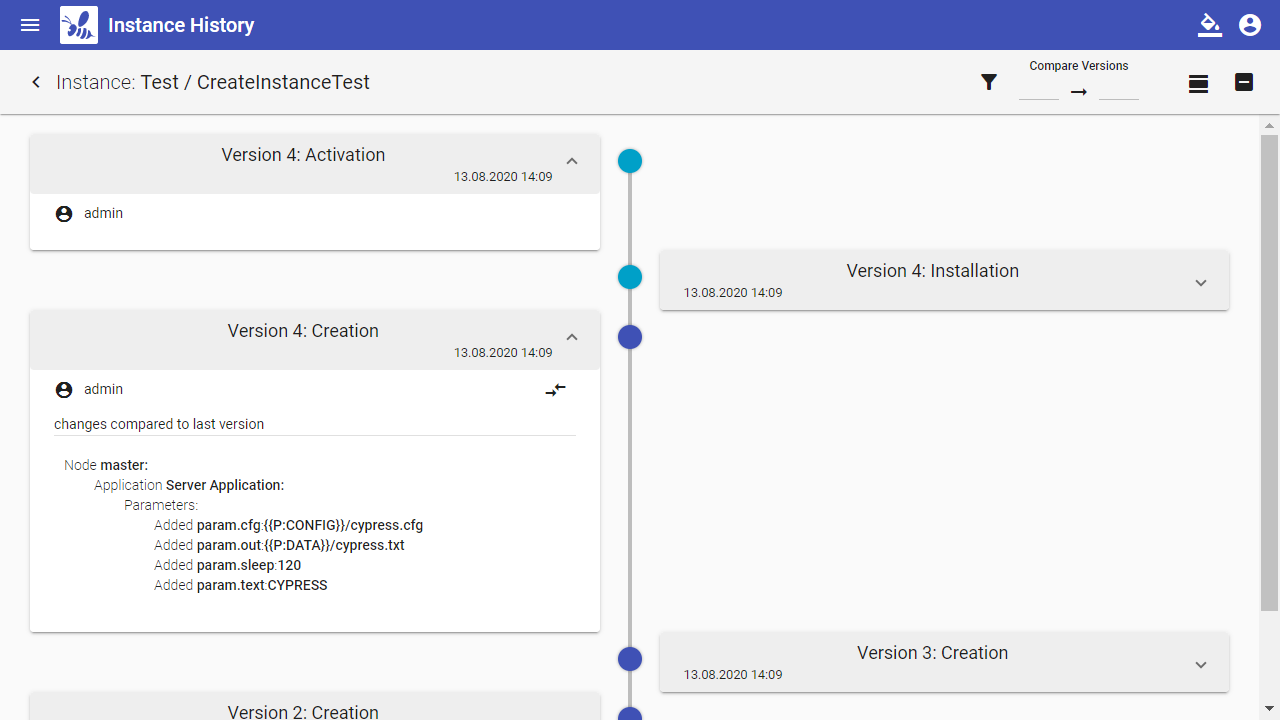 Instance History
Instance: Test / CreateInstanceTest
Compare Versions
Version 4: Activation
13.08.2020 14:09
admin
Version 4: Installation
13.08.2020 14:09
Version 4: Creation
13.08.2020 14:09
admin
changes compared to last version
Node master:
Application Server Application:
Parameters:
Added param.cfg:{{P:CONFIG}}/cypress.cfg
Added param.out:{{P:DATA}}/cypress.txt
Added param.sleep:120
Added param.text:CYPRESS
Version 3: Creation
13.08.2020 14:09
Version 2: Creation